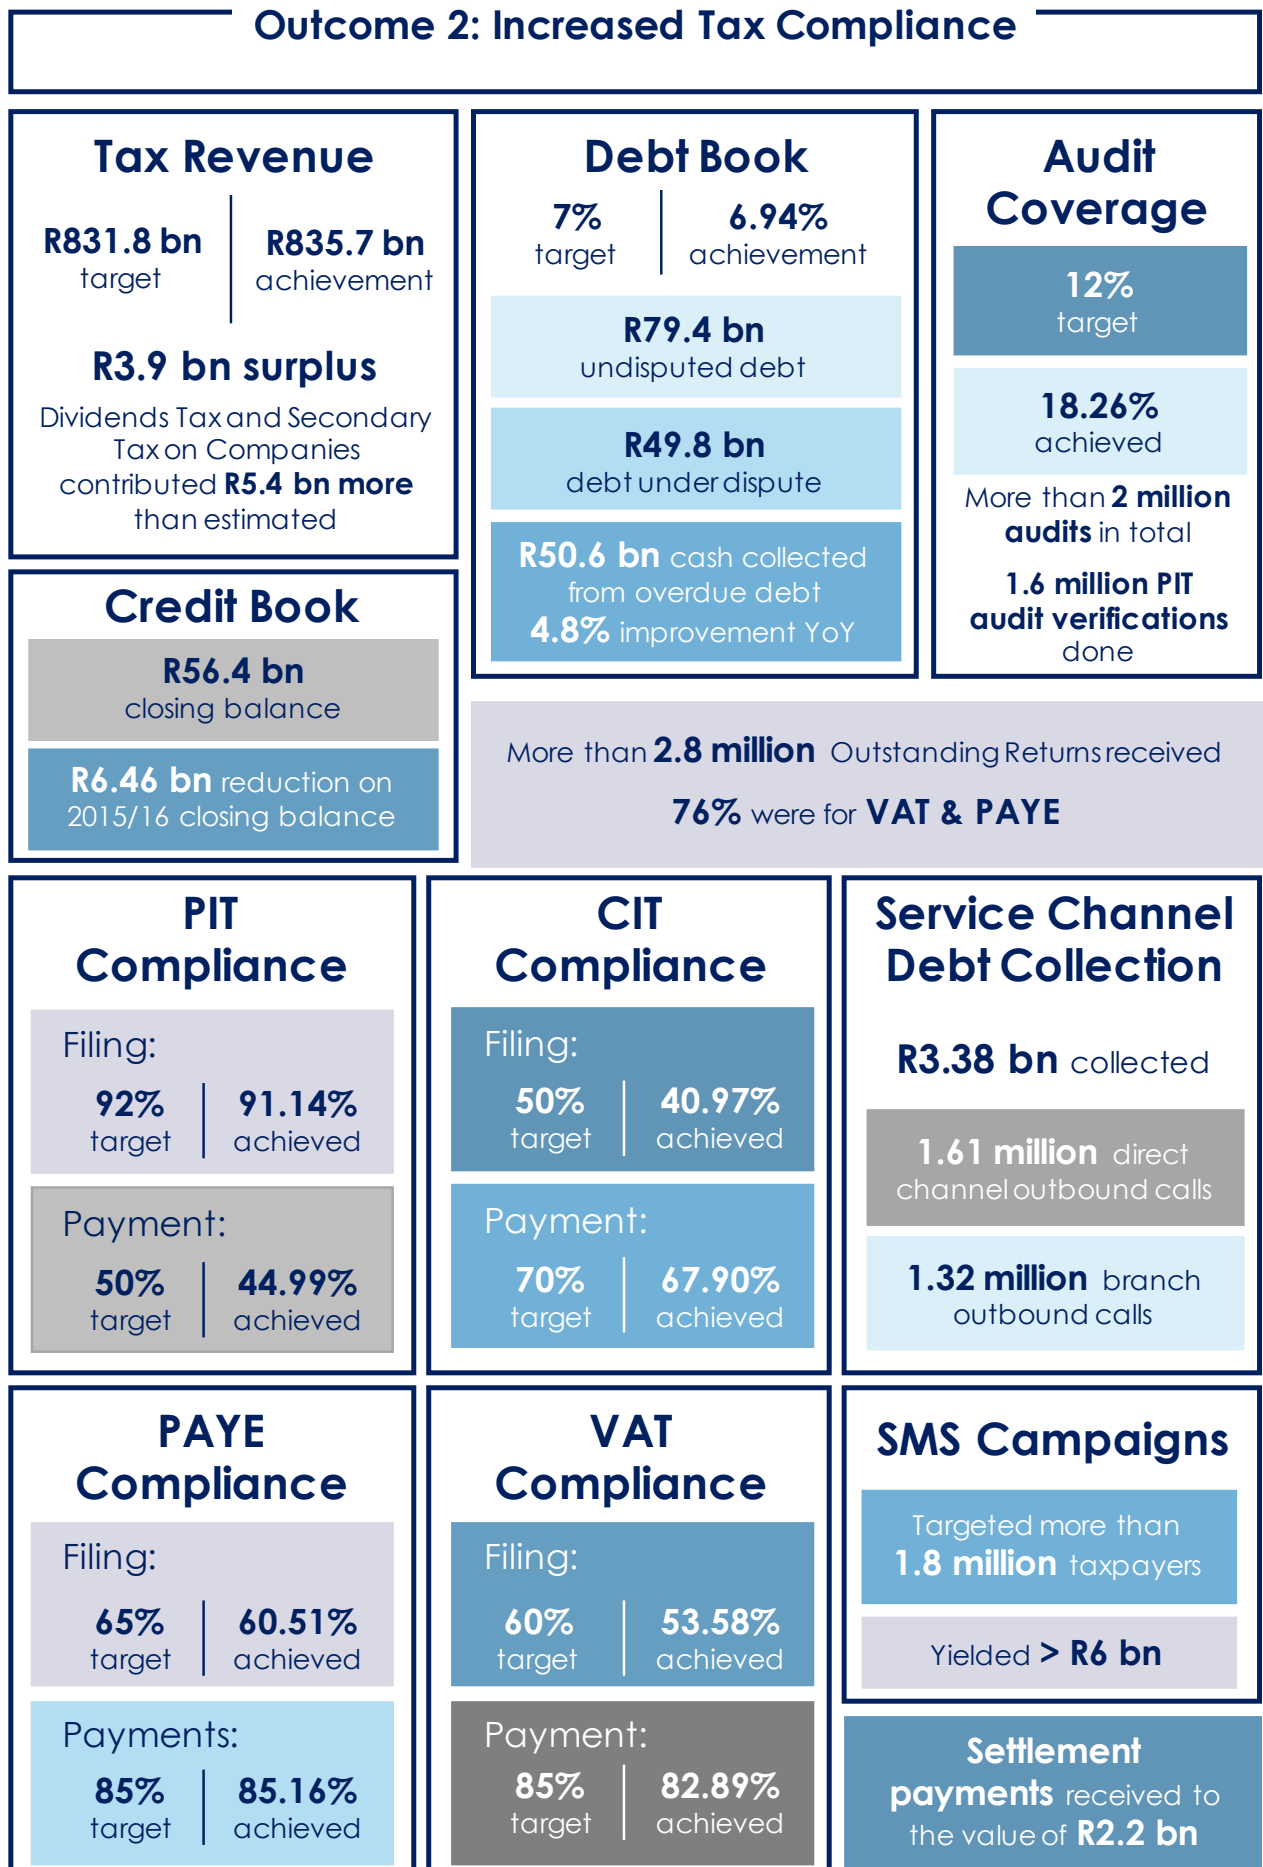 Outcome 2: Increased Tax Compliance
Tax Revenue
R831.8 bn
target
R835.7 bn
achievement
R3.9 bn surplus
Dividends Tax and Secondary
Tax on Companies
contributed R5.4 bn more
than estimated
Debt Book
7%
target
6.94%
achievement
R79.4 bn
undisputed debt
R49.8 bn
debt under dispute
R50.6 bn cash collected
from overdue debt
4.8% improvement YoY
Audit
Coverage
12%
target
18.26%
achieved
More than 2 million
audits in total
1.6 million PIT
audit verifications
done
Credit Book
R56.4 bn
closing balance
R6.46 bn reduction on
2015/16 closing balance
More than 2.8 million Outstanding Returns received
76% were for VAT & PAYE
PIT
Compliance
Filing:
92%
target
91.14%
achieved
Payment:
50%
target
44.99%
achieved
CIT
Compliance
Filing:
50%
target
40.97%
achieved
Payment:
70%
target
67.90%
achieved
Service Channel
Debt Collection
R3.38 bn collected
1.61 million direct
channel outbound calls
1.32 million branch
outbound calls
PAYE
Compliance
Filing:
65%
target
60.51%
achieved
Payments:
85%
target
85.16%
achieved
VAT
Compliance
Filing:
60%
target
53.58%
achieved
Payment:
85%
target
82.89%
achieved
SMS Campaigns
Targeted more than
1.8 million taxpayers
Yielded > R6 bn
Settlement
payments received to
the value of R2.2 bn